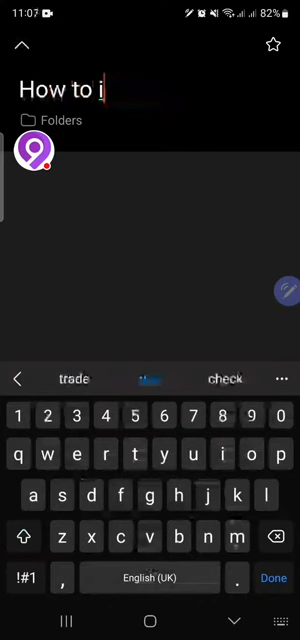 11:07
82%
How to i
Folders
trade check
1 2 3 4 5 6 7 8 9 0
q w e r t y u i o p
a s d f g h j k l
z x c v b n m
!#1 , English (UK) . Done